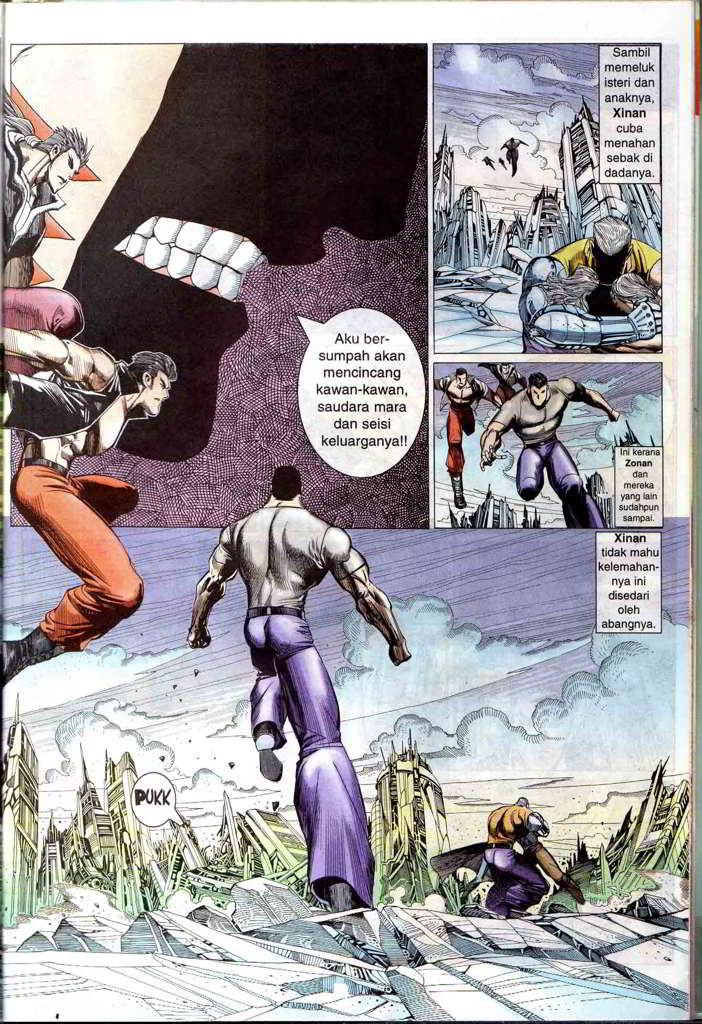 Sambil
memeluk
isteri dan
anaknya,
Xinan
cuba
menahan
sebak di
dadanya.
Aku ber-
sumpah akan
mencincang
kawan-kawan,
saudara mara
dan seisi
keluarganya!!
Ini kerana
Zonan
dan
mereka
yang lain
sudahpun
sampai.
Xinan
tidak mahu
kelemahan-
nya ini
disedari
oleh
abangnya.
PUKK